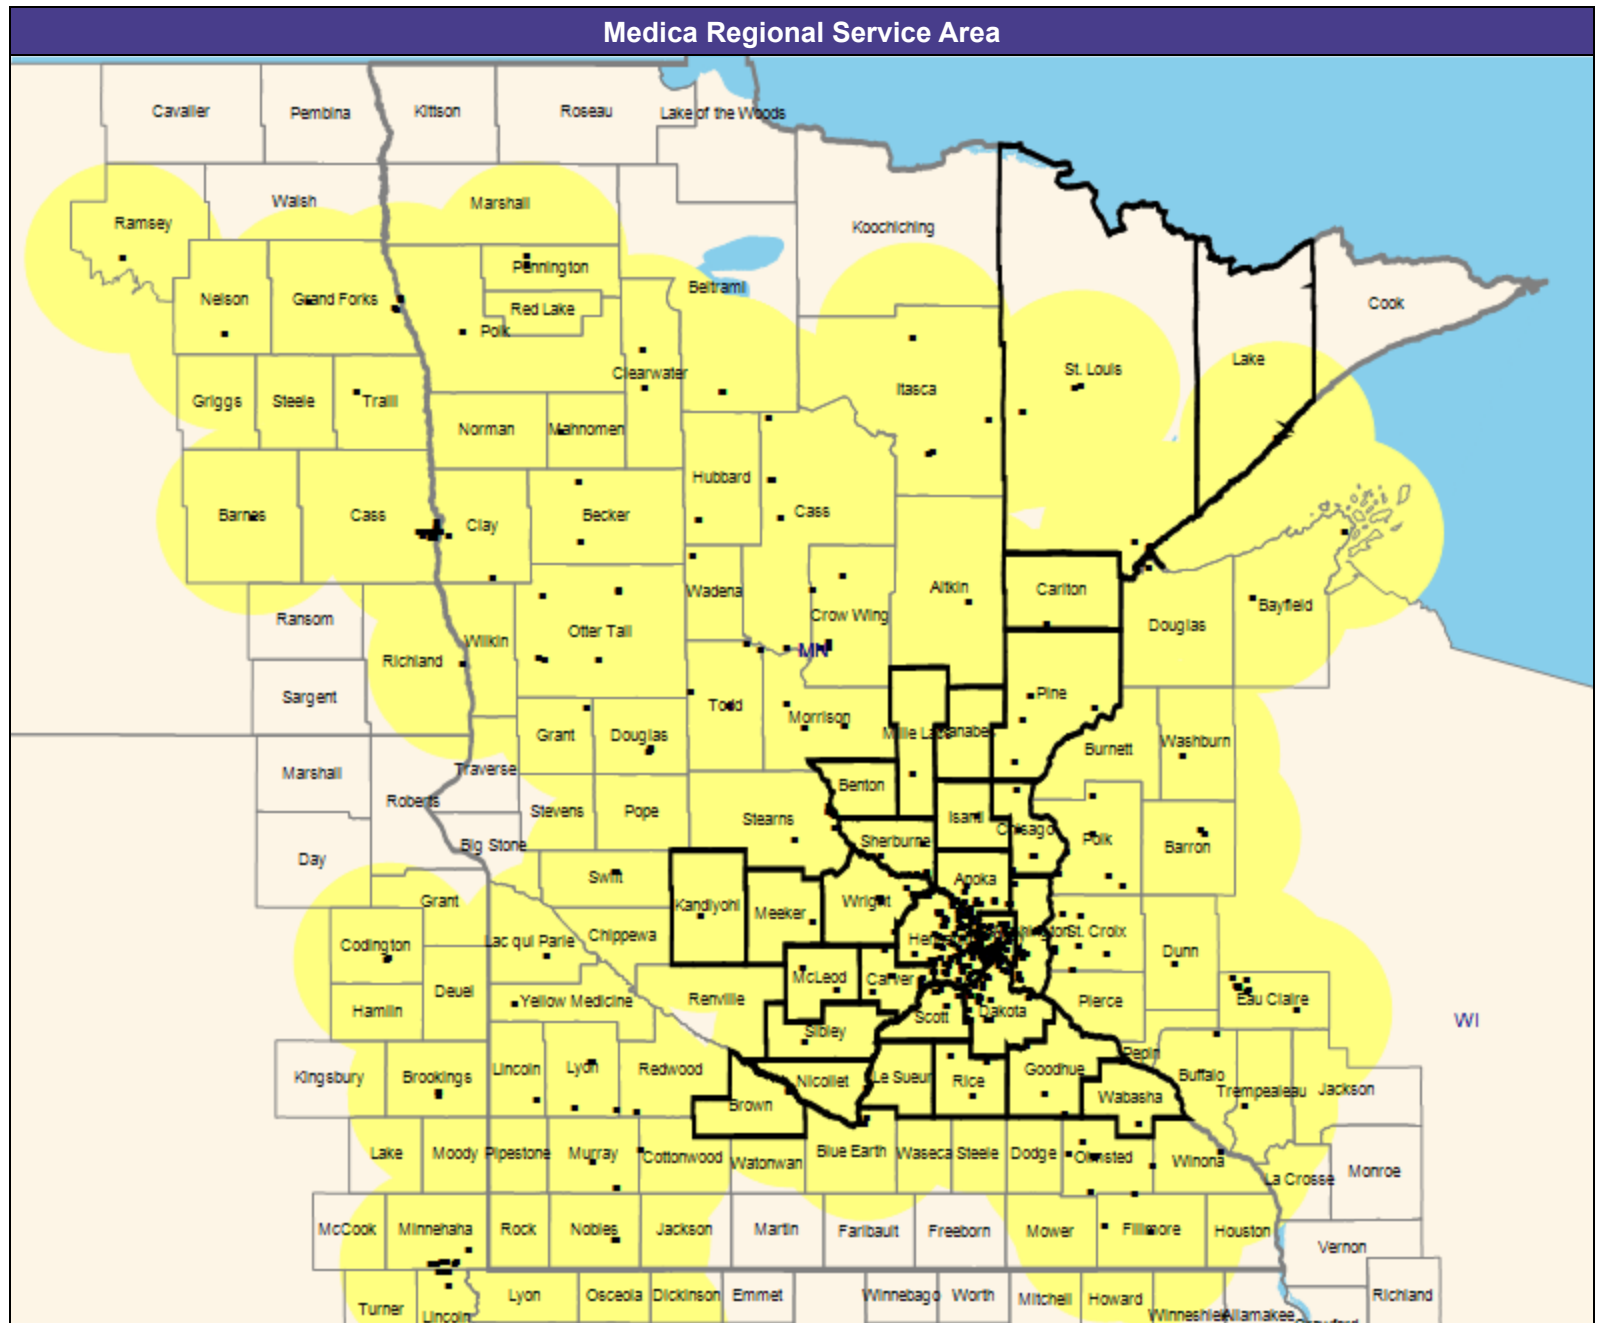 Medica Regional Service Area
Cavalier
Pembina
Kittson
Roseau
Lake of the Woods
Walsh
Marshall
Ramsey
Koochiching
Pennington
Beltrami
Nelson
Grand Forks
Red Lake
Cook
Polk
Lake
St. Louis
Clearwater
Itasca
Griggs
Steele
Traill
Norman
Mahnomen
Hubbard
Barnes
Cass
Clay
Becker
Cass
Wadena
Aitkin
Carlton
Bayfield
Crow Wing
Ransom
Otter Tail
Douglas
Wilkin
MN
Richland
Sargent
Pine
Todd
Morrison
Grant
Douglas
Mille
Burnett
Washburn
Marshall
Traverse
Benton
Roberts
Stevens
Pope
Stearns
Isanti
Chisago
Polk
Barron
Sherburne
Big Stone
Day
Swift
Anoka
Grant
Wright
Kandiyohi
Meeker
Codington
Lac qui Parle
Chippewa
St. Croix
Dunn
McLeod
Carver
Deuel
Yellow Medicine
Renville
Pierce
Eau Claire
Hamlin
Scott
Dakota
WI
Sibley
Pepin
Kingsbury
Brookings
Lincoln
Lyon
Redwood
Nicollet
Le Sueur
Rice
Goodhue
Buffalo
Trempealeau
Jackson
Brown
Wabasha
Lake
Moody
Pipestone
Murray
Cottonwood
Watonwan
Blue Earth
Waseca
Steele
Dodge
Olmsted
Winona
La Crosse
Monroe
McCook
Minnehaha
Rock
Nobles
Jackson
Martin
Faribault
Freeborn
Mower
Fillmore
Houston
Vernon
Turner
Lincoln
Lyon
Osceola
Dickinson
Emmet
Winnebago
Worth
Mitchell
Howard
Winneshiek
Allamakee
Richland